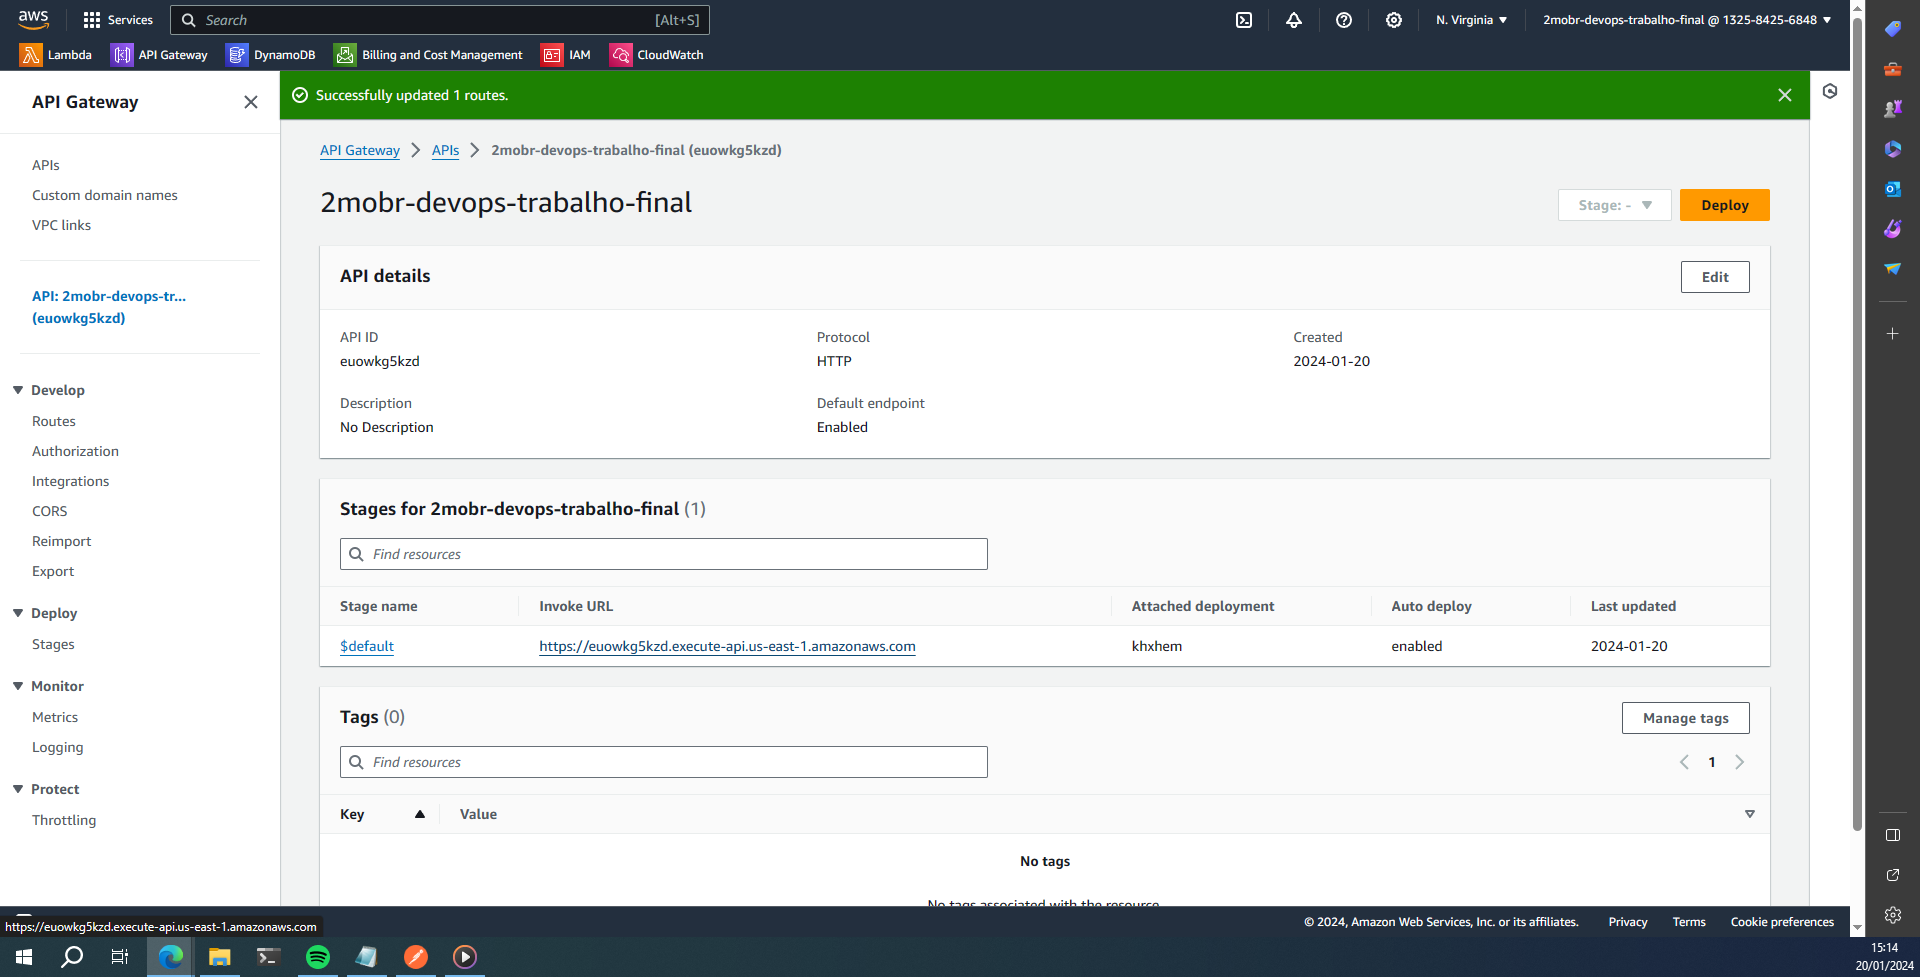 aws
Services
Search
[Alt+S]
N. Virginia
2mobr-devops-trabalho-final @ 1325-8425-6848
Lambda
API Gateway
DynamoDB
Billing and Cost Management
IAM
CloudWatch
API Gateway
APIs
Custom domain names
VPC links
API: 2mobr-devops-tr...
(euowkg5kzd)
Develop
Routes
Authorization
Integrations
CORS
Reimport
Export
Deploy
Stages
Monitor
Metrics
Logging
Protect
Throttling
Successfully updated 1 routes.
API Gateway
APIs
2mobr-devops-trabalho-final (euowkg5kzd)
2mobr-devops-trabalho-final
Stage: -
Deploy
API details
Edit
API ID
euowkg5kzd
Protocol
HTTP
Created
2024-01-20
Description
No Description
Default endpoint
Enabled
Stages for 2mobr-devops-trabalho-final (1)
Find resources
Stage name
Invoke URL
Attached deployment
Auto deploy
Last updated
$default
https://euowkg5kzd.execute-api.us-east-1.amazonaws.com
khxhem
enabled
2024-01-20
Tags (0)
Manage tags
Find resources
1
Key
Value
No tags
No tags associated with the resource.
© 2024, Amazon Web Services, Inc. or its affiliates.
Privacy
Terms
Cookie preferences
https://euowkg5kzd.execute-api.us-east-1.amazonaws.com
15:14
20/01/2024